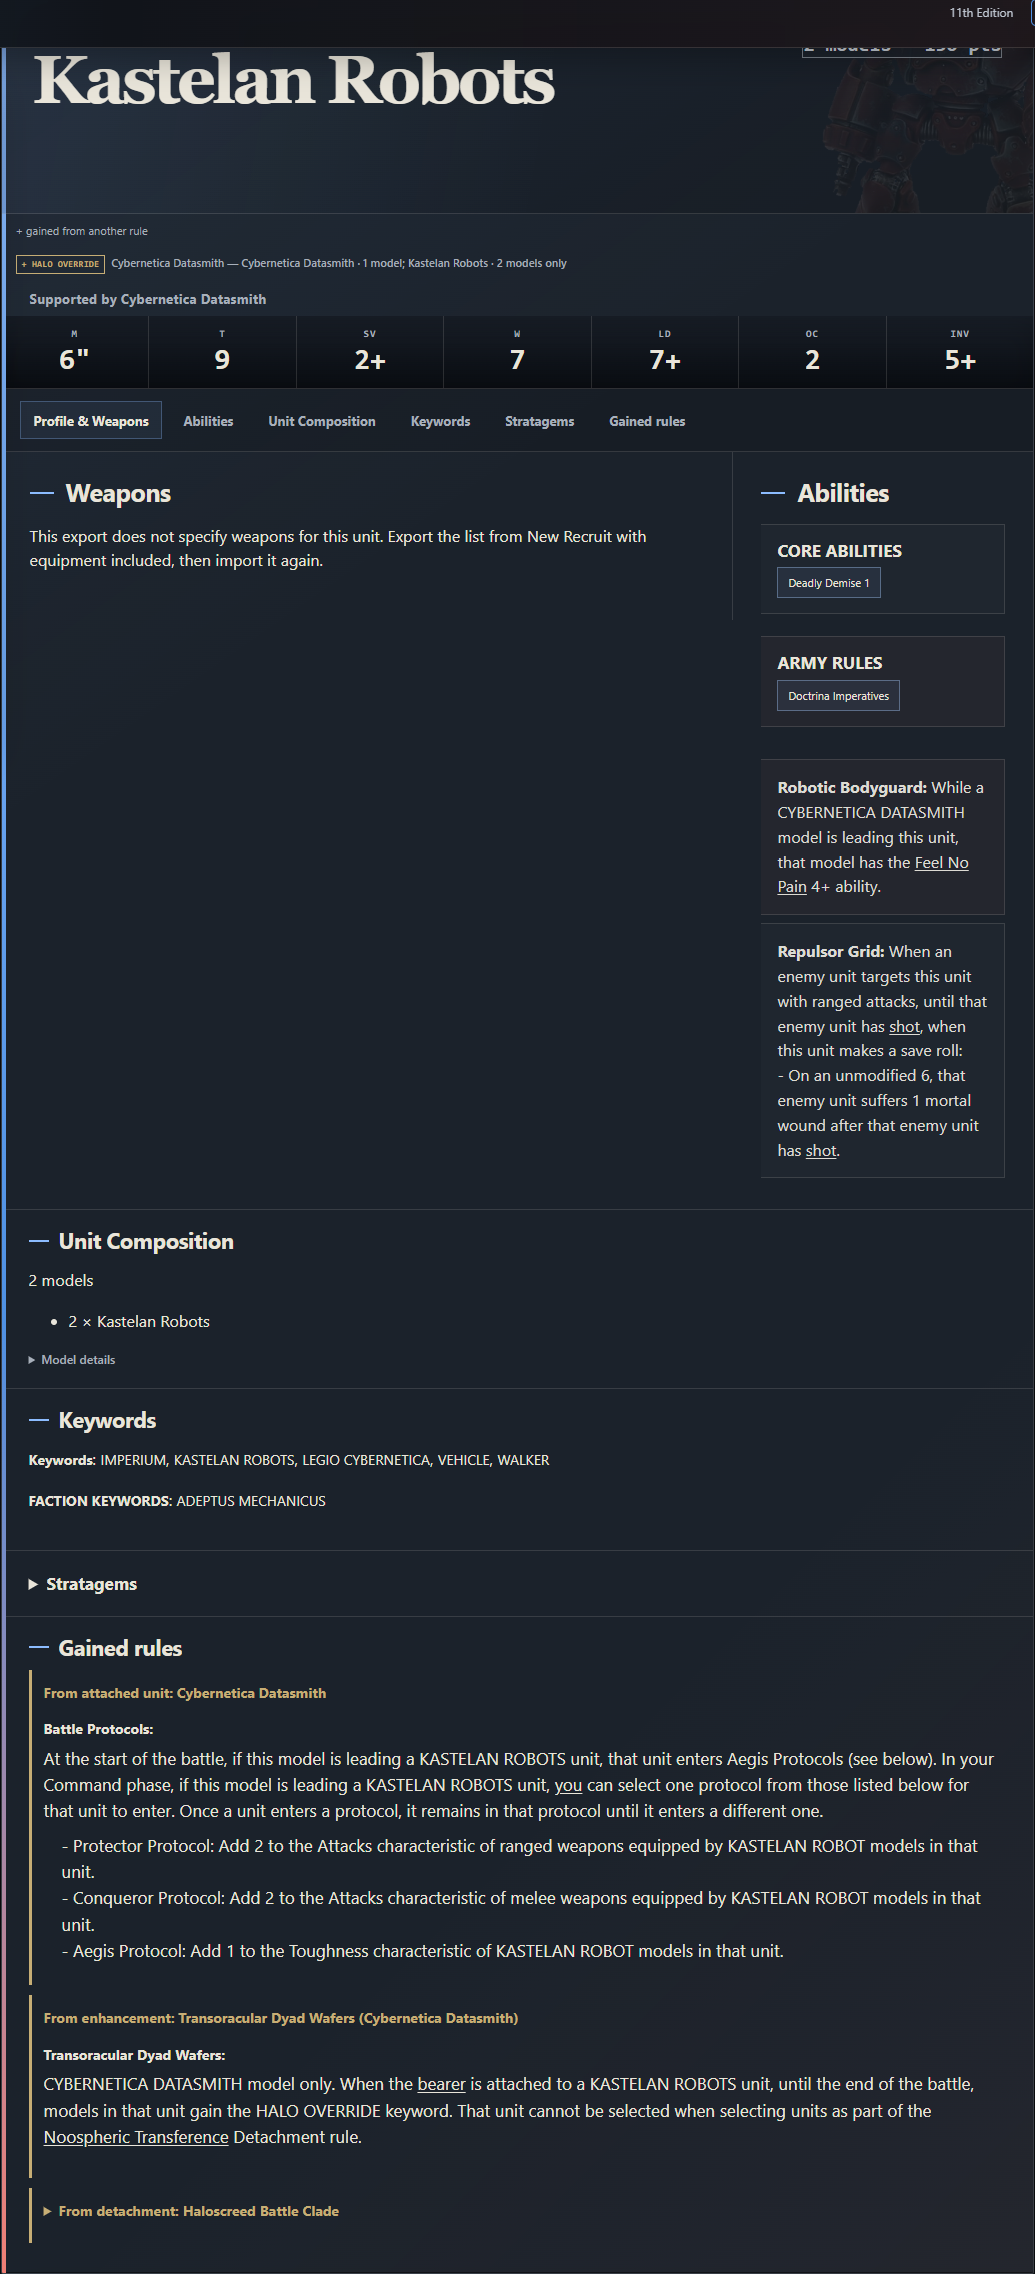 11th Edition
Kastelan Robots
+ gained from another rule
+ HALO OVERRIDE Cybernetica Datasmith — Cybernetica Datasmith · 1 model; Kastelan Robots · 2 models only
Supported by Cybernetica Datasmith
M T SV W LD OC INV
6" 9 2+ 7 7+ 2 5+
Profile & Weapons Abilities Unit Composition Keywords Stratagems Gained rules
Weapons
This export does not specify weapons for this unit. Export the list from New Recruit with
equipment included, then import it again.
Abilities
CORE ABILITIES
Deadly Demise 1
ARMY RULES
Doctrina Imperatives
Robotic Bodyguard: While a
CYBERNETICA DATASMITH
model is leading this unit,
that model has the Feel No
Pain 4+ ability.
Repulsor Grid: When an
enemy unit targets this unit
with ranged attacks, until that
enemy unit has shot, when
this unit makes a save roll:
- On an unmodified 6, that
enemy unit suffers 1 mortal
wound after that enemy unit
has shot.
Unit Composition
2 models
• 2 × Kastelan Robots
▶ Model details
Keywords
Keywords: IMPERIUM, KASTELAN ROBOTS, LEGIO CYBERNETICA, VEHICLE, WALKER
FACTION KEYWORDS: ADEPTUS MECHANICUS
▶ Stratagems
Gained rules
From attached unit: Cybernetica Datasmith
Battle Protocols:
At the start of the battle, if this model is leading a KASTELAN ROBOTS unit, that unit enters Aegis Protocols (see below). In your
Command phase, if this model is leading a KASTELAN ROBOTS unit, you can select one protocol from those listed below for
that unit to enter. Once a unit enters a protocol, it remains in that protocol until it enters a different one.
- Protector Protocol: Add 2 to the Attacks characteristic of ranged weapons equipped by KASTELAN ROBOT models in that
unit.
- Conqueror Protocol: Add 2 to the Attacks characteristic of melee weapons equipped by KASTELAN ROBOT models in that
unit.
- Aegis Protocol: Add 1 to the Toughness characteristic of KASTELAN ROBOT models in that unit.
From enhancement: Transoracular Dyad Wafers (Cybernetica Datasmith)
Transoracular Dyad Wafers:
CYBERNETICA DATASMITH model only. When the bearer is attached to a KASTELAN ROBOTS unit, until the end of the battle,
models in that unit gain the HALO OVERRIDE keyword. That unit cannot be selected when selecting units as part of the
Noospheric Transference Detachment rule.
▶ From detachment: Haloscreed Battle Clade